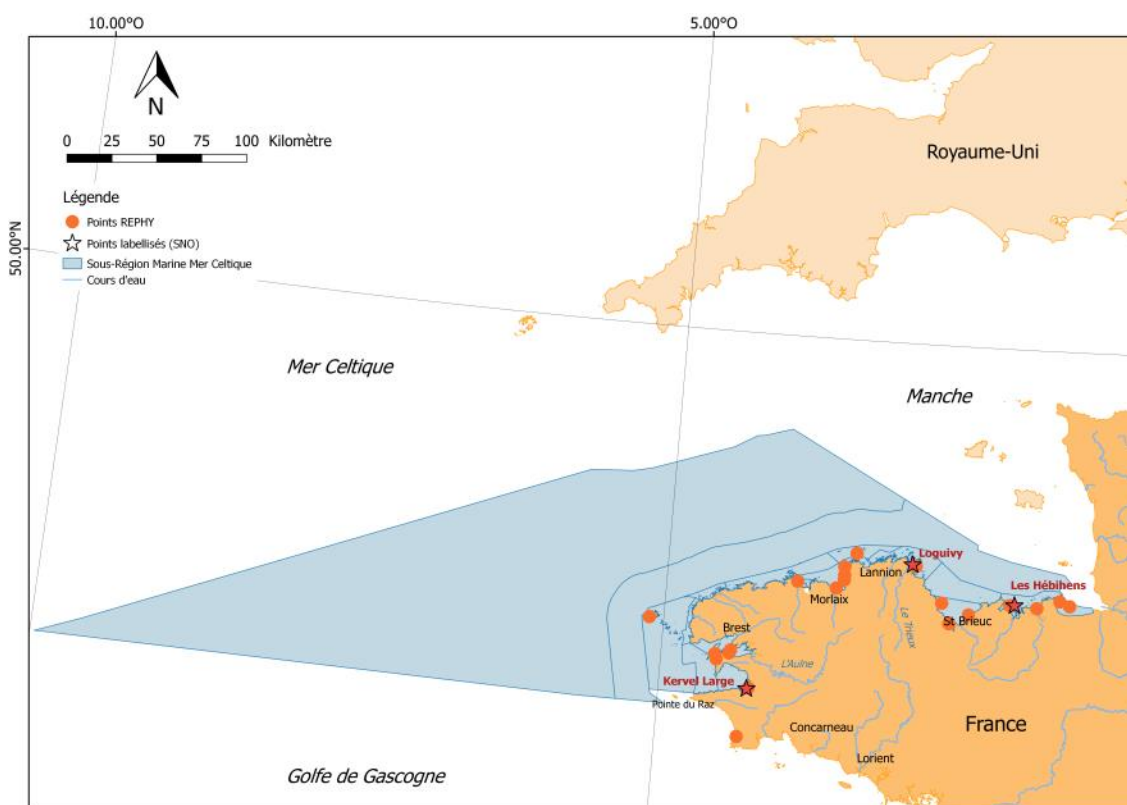 10.00°O
5.00°O
N
0 25 50 75 100 Kilomètre
Royaume-Uni
Légende
Points REPHY
Points labellisés (SNO)
50.00°N
Sous-Région Marine Mer Celtique
Cours d'eau
Mer Celtique
Manche
Loguivy
Lannion
Les Hébihens
Morlaix
Le Trieux
St Brieuc
Brest
L'Aulne
Kervel Large
Pointe du Raz
Concarneau
France
Lorient
Golfe de Gascogne